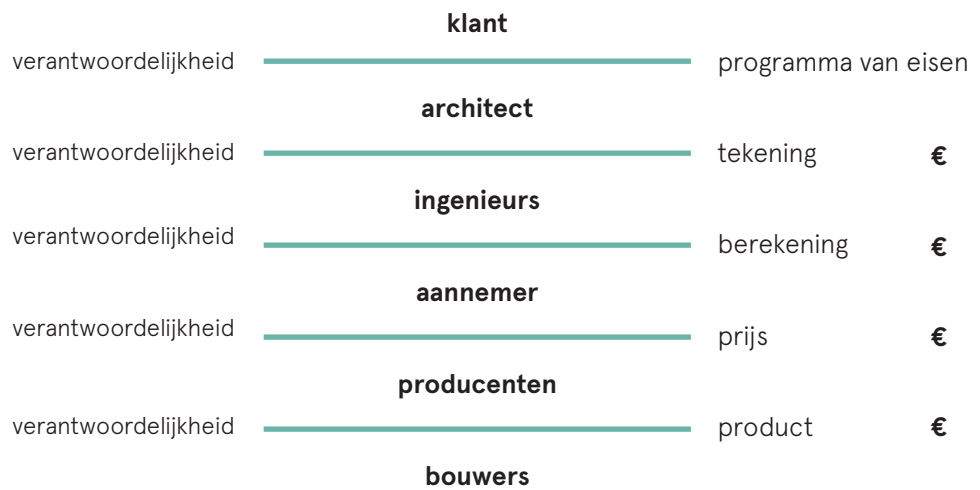 klant
verantwoordelijkheid programma van eisen
architect
verantwoordelijkheid tekening €
ingenieurs
verantwoordelijkheid berekening €
aannemer
verantwoordelijkheid prijs €
producenten
verantwoordelijkheid product €
bouwers